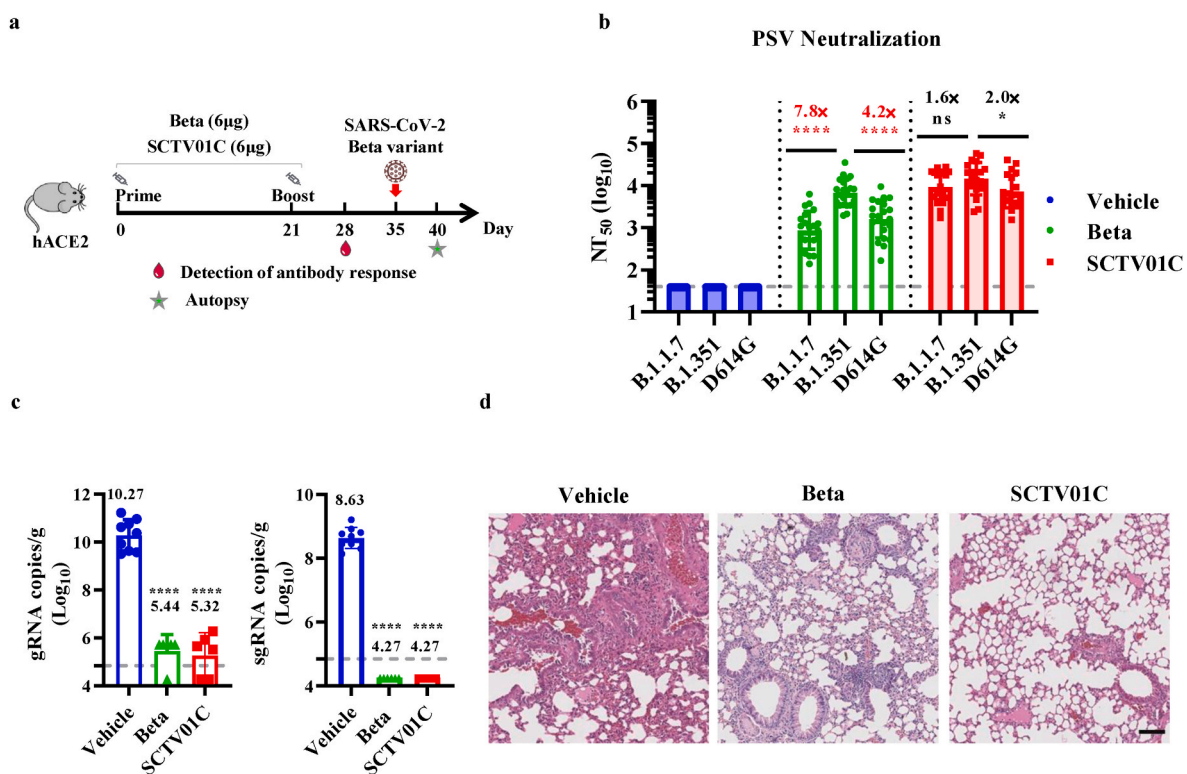 a
Beta (6μg)
SCTV01C (6μg)
SARS-CoV-2
Beta variant
Prime
Boost
hACE2
0
21
28
35
40
Day
Detection of antibody response
Autopsy
b
PSV Neutralization
NT50 (log10)
6
5
4
3
2
1
7.8×
****
4.2×
****
1.6×
ns
2.0×
*
B.1.1.7
B.1.351
D614G
B.1.1.7
B.1.351
D614G
B.1.1.7
B.1.351
D614G
Vehicle
Beta
SCTV01C
c
gRNA copies/g
(Log10)
12
10
8
6
4
10.27
****
5.44
****
5.32
Vehicle
Beta
SCTV01C
sgRNA copies/g
(Log10)
10
8
6
4
8.63
****
4.27
****
4.27
Vehicle
Beta
SCTV01C
d
Vehicle
Beta
SCTV01C